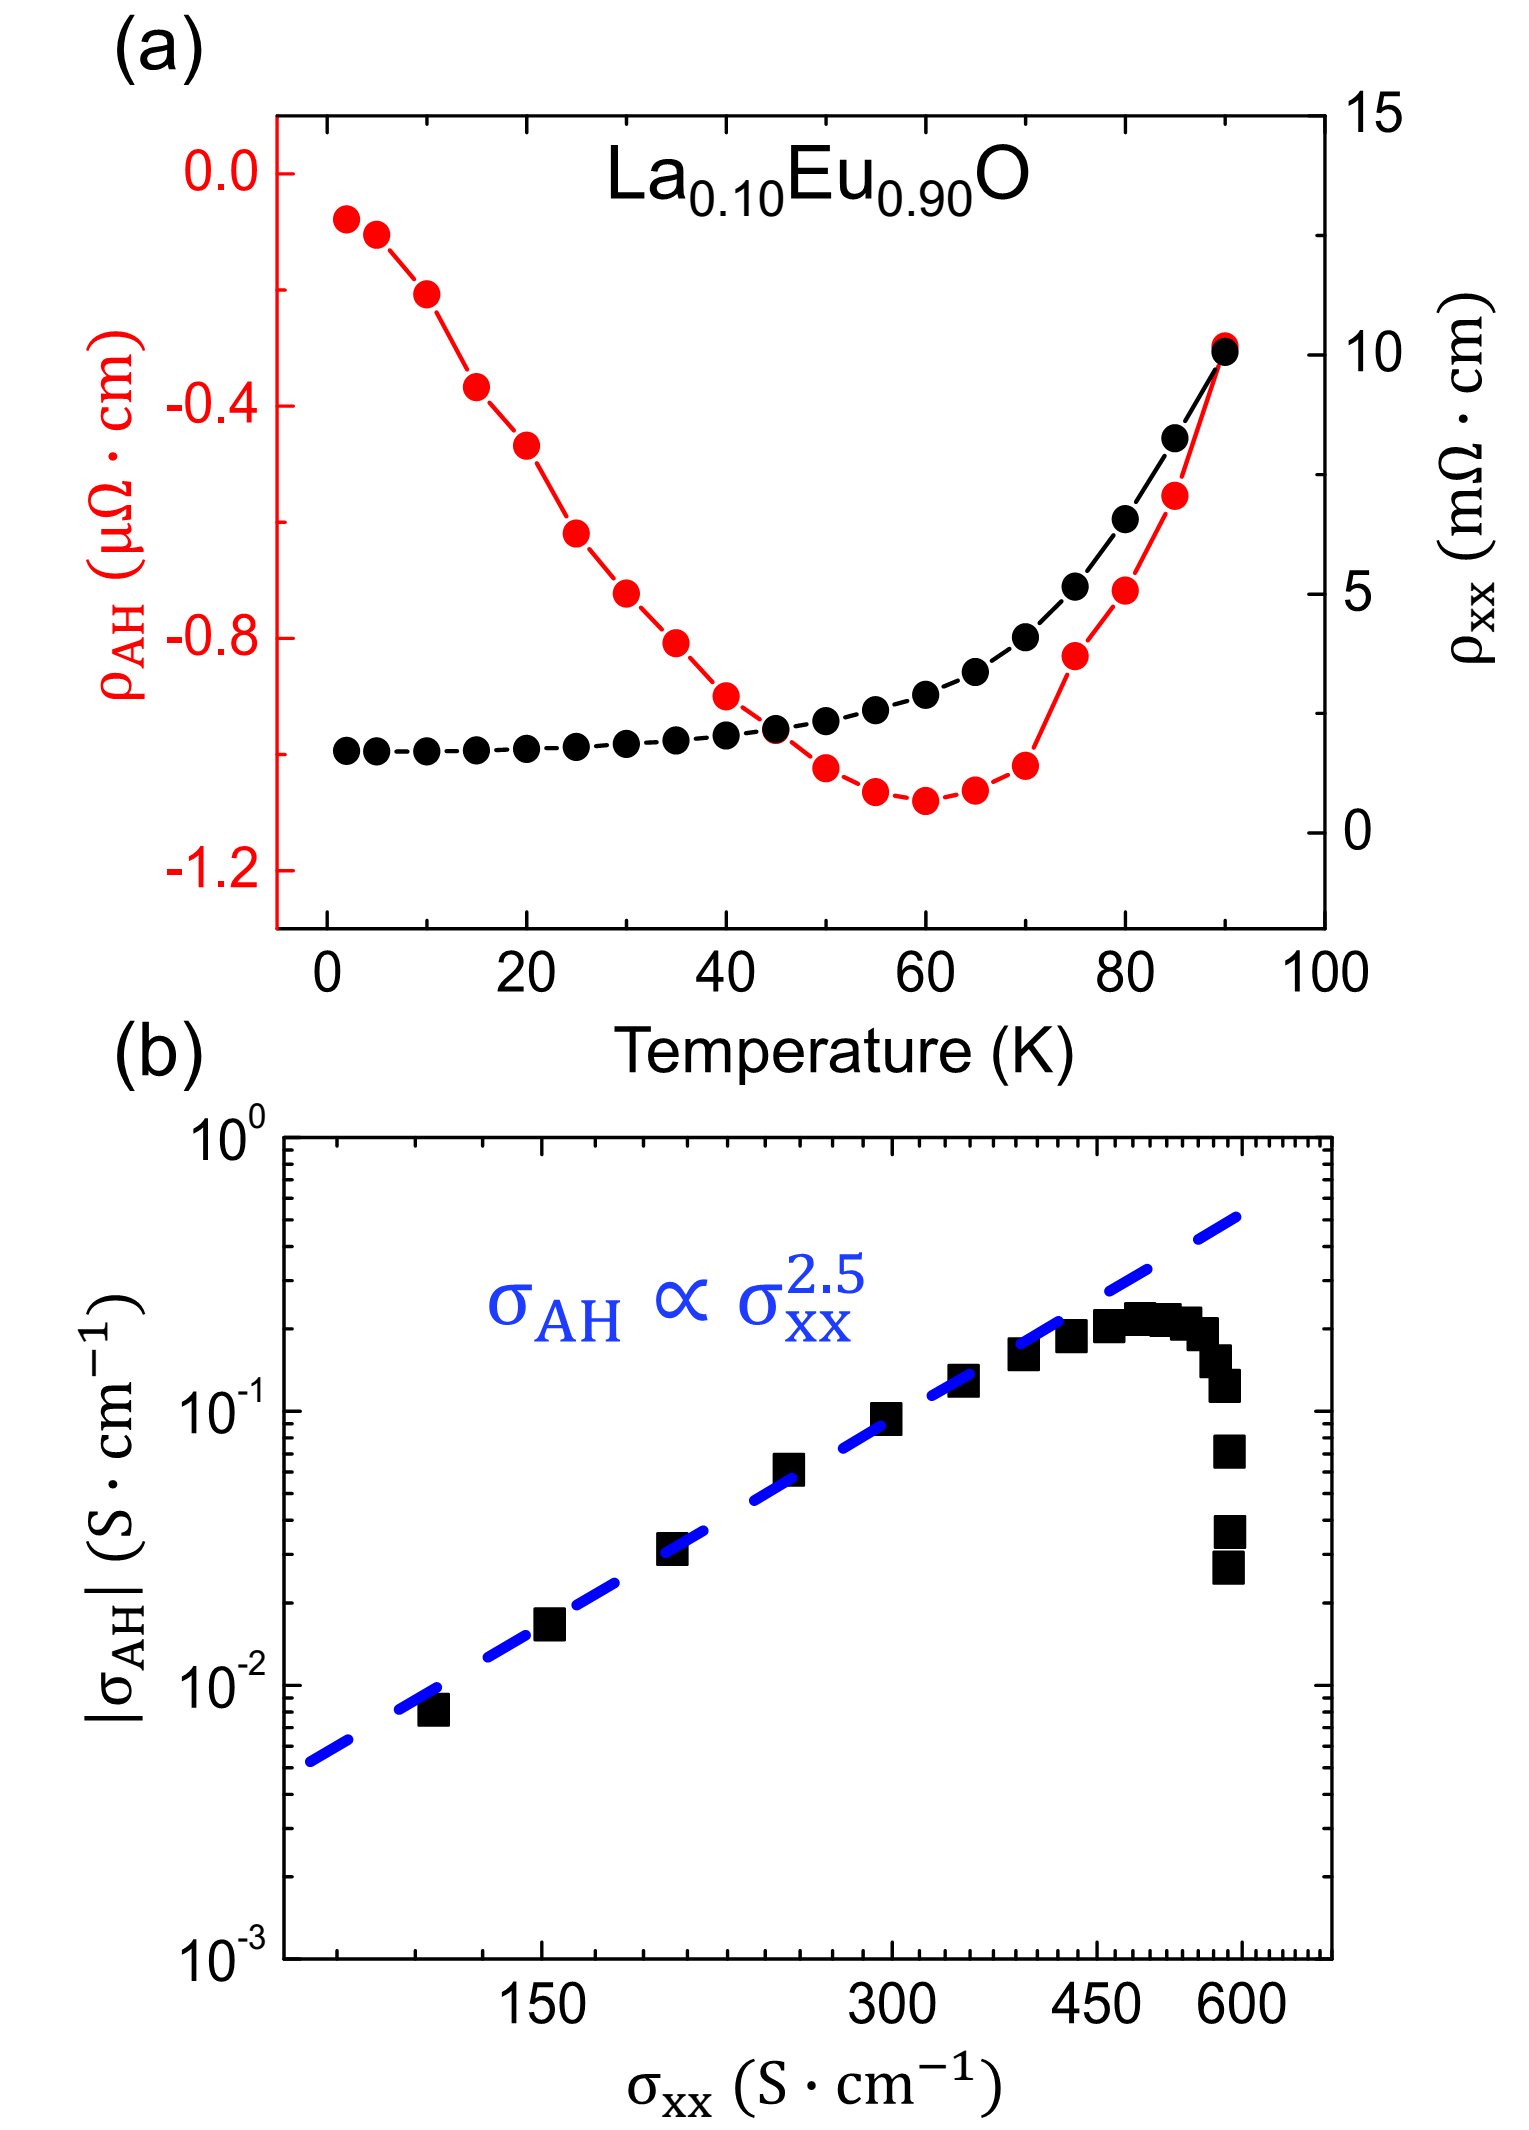 (a)
La0.10Eu0.90O
0.0
-0.4
-0.8
-1.2
ρAH (μΩ · cm)
15
10
5
0
ρxx (mΩ · cm)
0 20 40 60 80 100
Temperature (K)
(b)
10^0
10^-1
10^-2
10^-3
|σAH| (S · cm^−1)
σAH ∝ σxx^2.5
150 300 450 600
σxx (S · cm^−1)